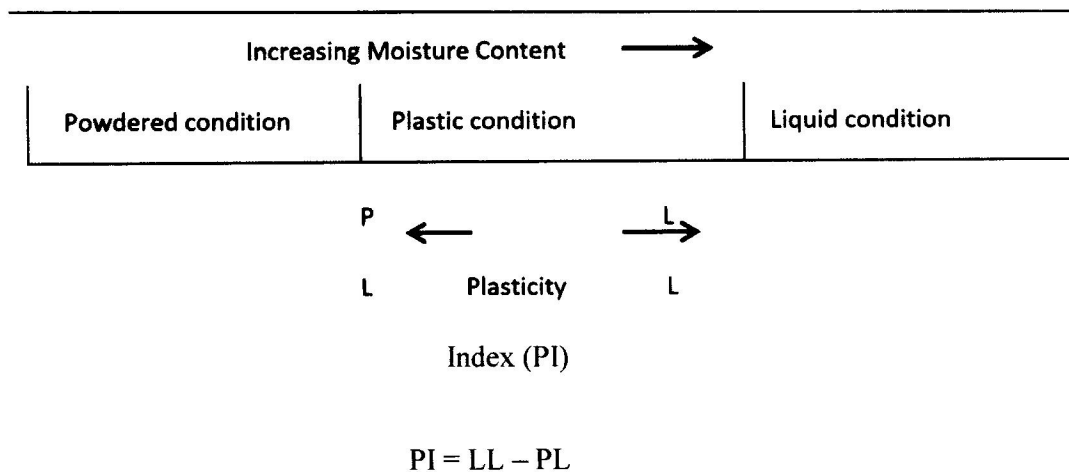 Increasing Moisture Content
Powdered condition Plastic condition Liquid condition
P L
L Plasticity L
Index (PI)
PI = LL – PL